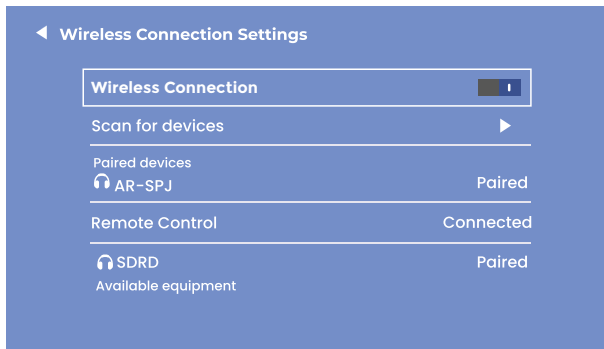 Wireless Connection Settings
Wireless Connection
Scan for devices
Paired devices
AR-SPJ Paired
Remote Control Connected
SDRD Paired
Available equipment